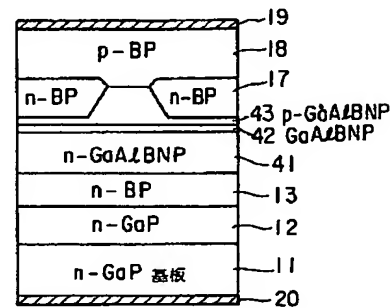 19
p-BP 18
n-BP n-BP 17
43 p-GaAlBNP
42 GaAlBNP
n-GaAlBNP 41
n-BP 13
n-GaP 12
n-GaP 基板 11
20